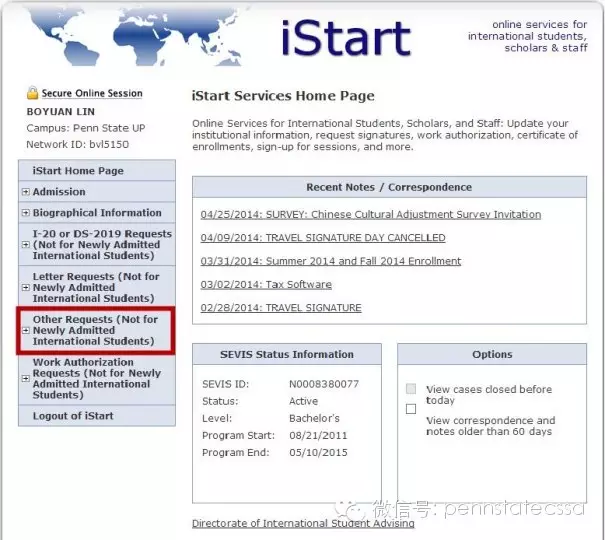 iStart
online services for
international students,
scholars & staff
Secure Online Session
BOYUAN LIN
Campus: Penn State UP
Network ID: bvl5150
iStart Home Page
Admission
Biographical Information
I-20 or DS-2019 Requests
(Not for Newly Admitted
International Students)
Letter Requests (Not for
Newly Admitted
International Students)
Other Requests (Not for
Newly Admitted
International Students)
Work Authorization
Requests (Not for Newly
Admitted International
Students)
Logout of iStart
iStart Services Home Page
Online Services for International Students, Scholars, and Staff: Update your
institutional information, request signatures, work authorization, certificate of
enrollments, sign-up for sessions, and more.
Recent Notes / Correspondence
04/25/2014: SURVEY: Chinese Cultural Adjustment Survey Invitation
04/09/2014: TRAVEL SIGNATURE DAY CANCELLED
03/31/2014: Summer 2014 and Fall 2014 Enrollment
03/02/2014: Tax Software
02/28/2014: TRAVEL SIGNATURE
SEVIS Status Information
SEVIS ID: N0008380077
Status: Active
Level: Bachelor's
Program Start: 08/21/2011
Program End: 05/10/2015
Options
View cases closed before
today
View correspondence and
notes older than 60 days
微信号: pennstatecssa
Directorate of International Student Advising